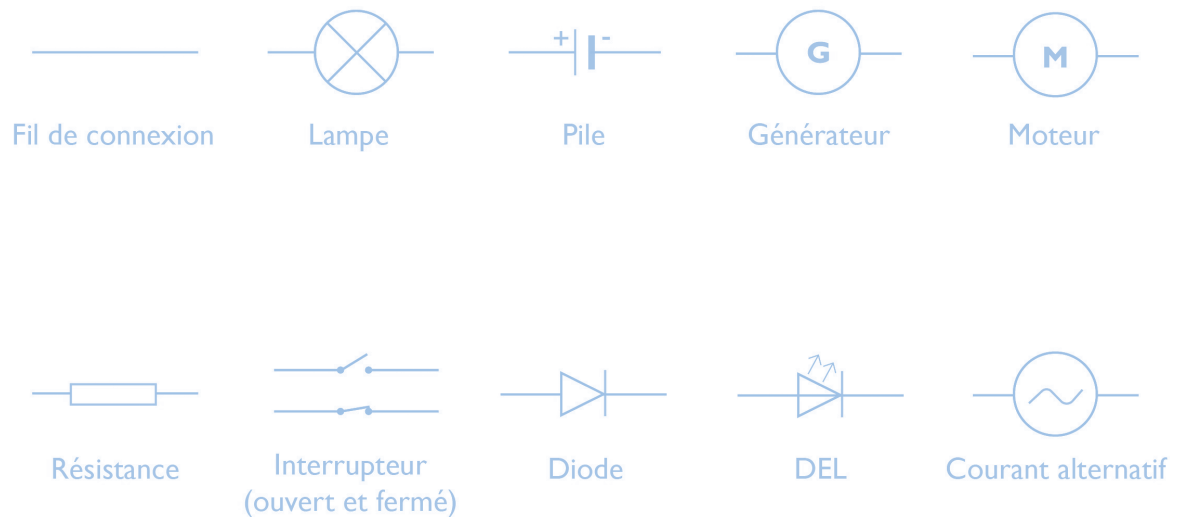 + -
G
M
Fil de connexion
Lampe
Pile
Générateur
Moteur
Résistance
Interrupteur
(ouvert et fermé)
Diode
DEL
Courant alternatif